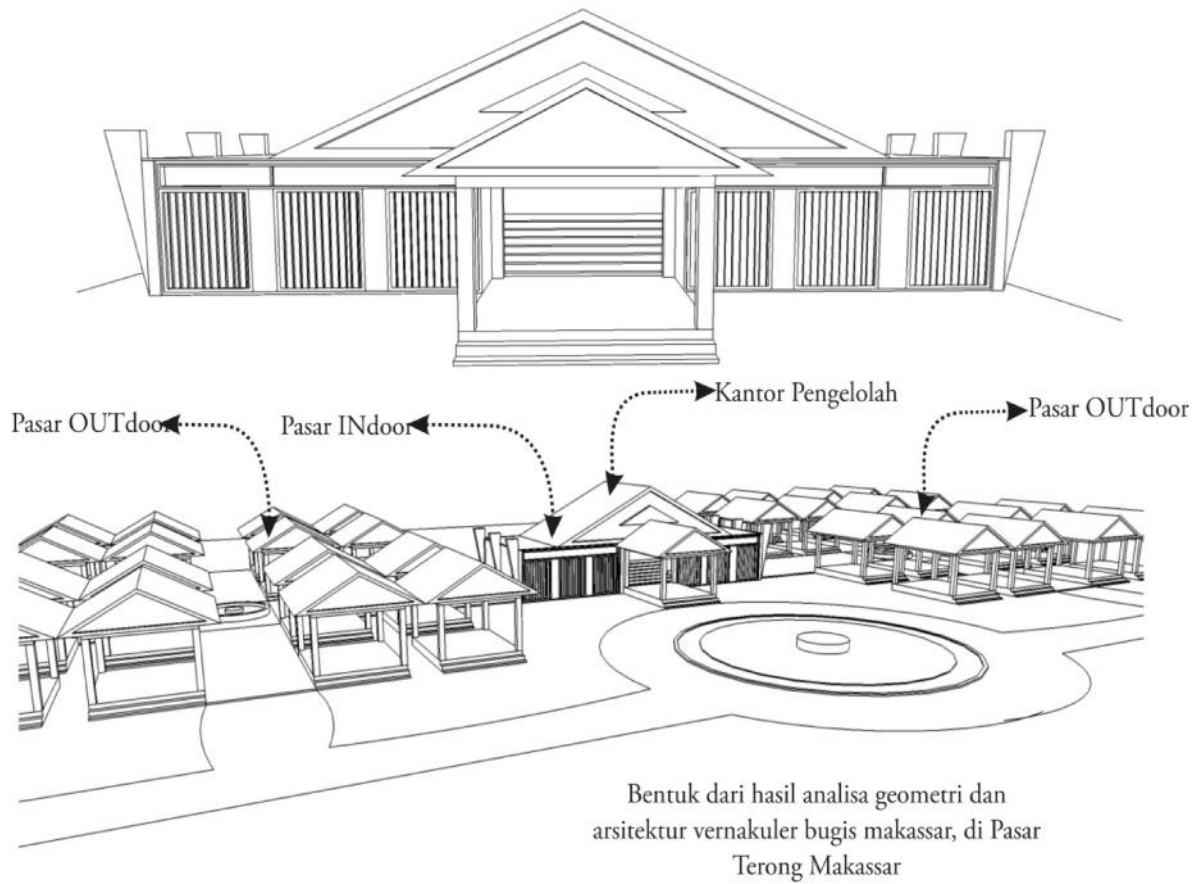 Kantor Pengelolah
Pasar OUTdoor
Pasar INdoor
Pasar OUTdoor
Bentuk dari hasil analisa geometri dan
arsitektur vernakuler bugis makassar, di Pasar
Terong Makassar